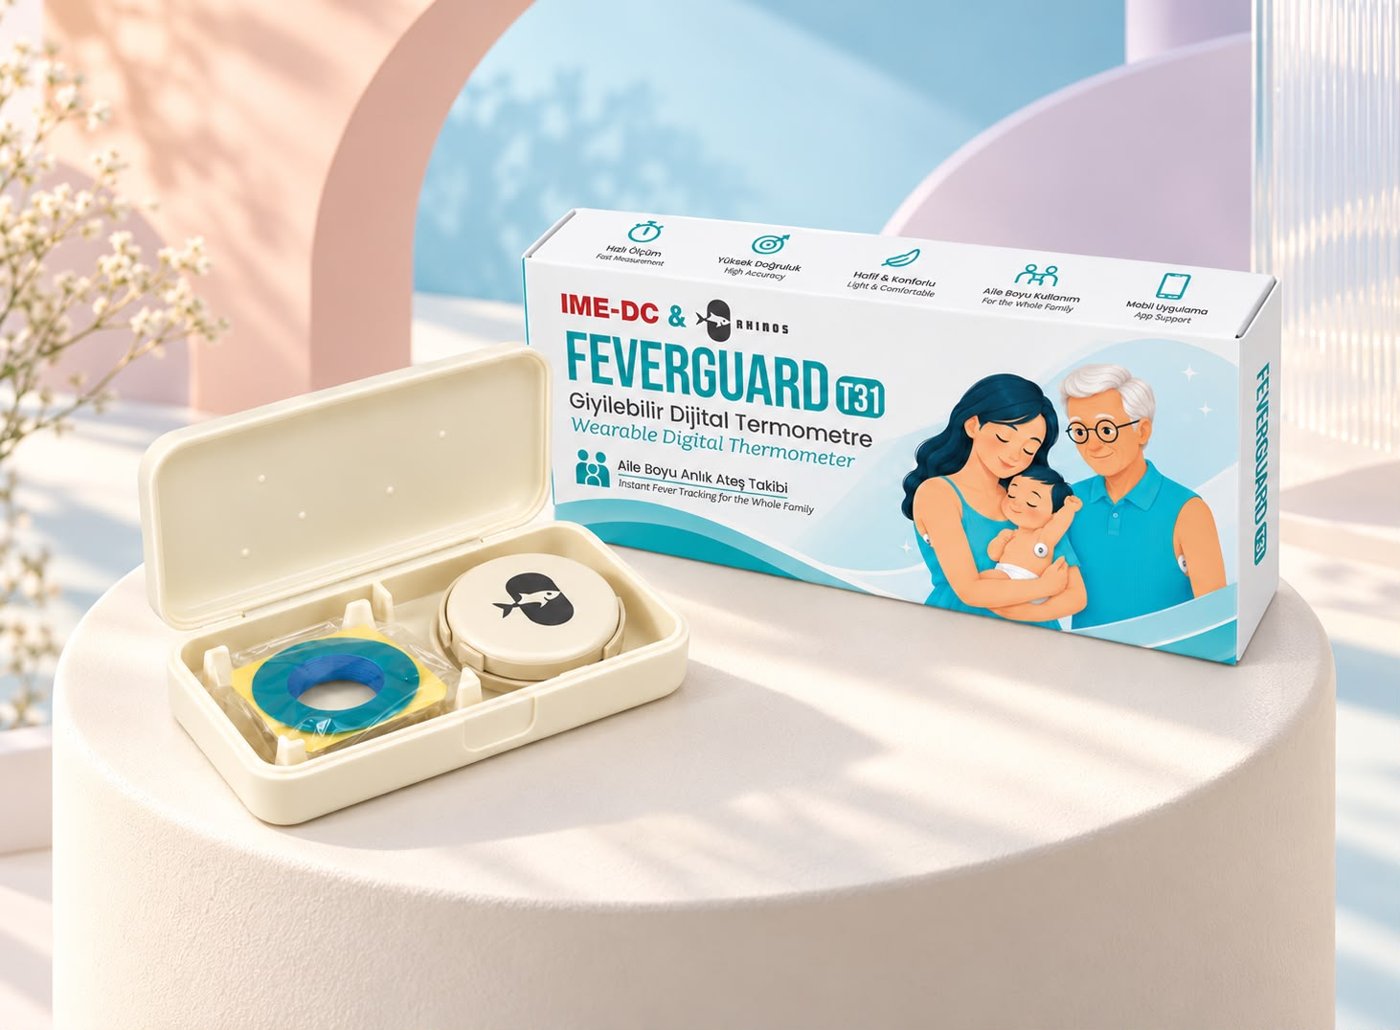 Hızlı Ölçüm
Fast Measurement
Yüksek Doğruluk
High Accuracy
Hafif & Konforlu
Light & Comfortable
Aile Boyu Kullanım
For the Whole Family
Mobil Uygulama
App Support
IME-DC & RHINOS
FEVERGUARD T31
Giyilebilir Dijital Termometre
Wearable Digital Thermometer
Aile Boyu Anlık Ateş Takibi
Instant Fever Tracking for the Whole Family
FEVERGUARD T31